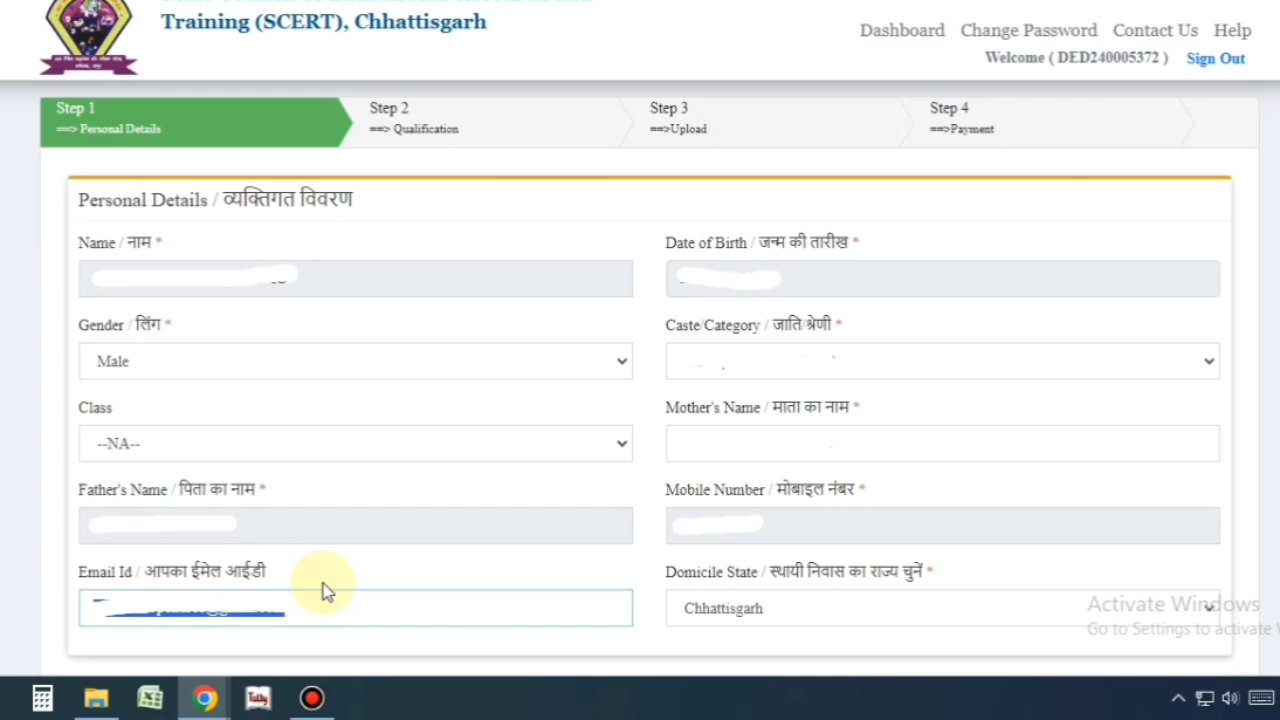 Training (SCERT), Chhattisgarh
Dashboard Change Password Contact Us Help
Welcome ( DED240005372 ) Sign Out
Step 1
==> Personal Details
Step 2
==> Qualification
Step 3
==>Upload
Step 4
==>Payment
Personal Details / व्यक्तिगत विवरण
Name / नाम *
Date of Birth / जन्म की तारीख *
Gender / लिंग *
Caste/Category / जाति/श्रेणी *
Male
Class
Mother's Name / माता का नाम *
--NA--
Father's Name / पिता का नाम *
Mobile Number / मोबाइल नंबर *
Email Id / आपका ईमेल आईडी
Domicile State / स्थायी निवास का राज्य चुनें *
Chhattisgarh
Activate Windows
Go to Settings to activate
Tally